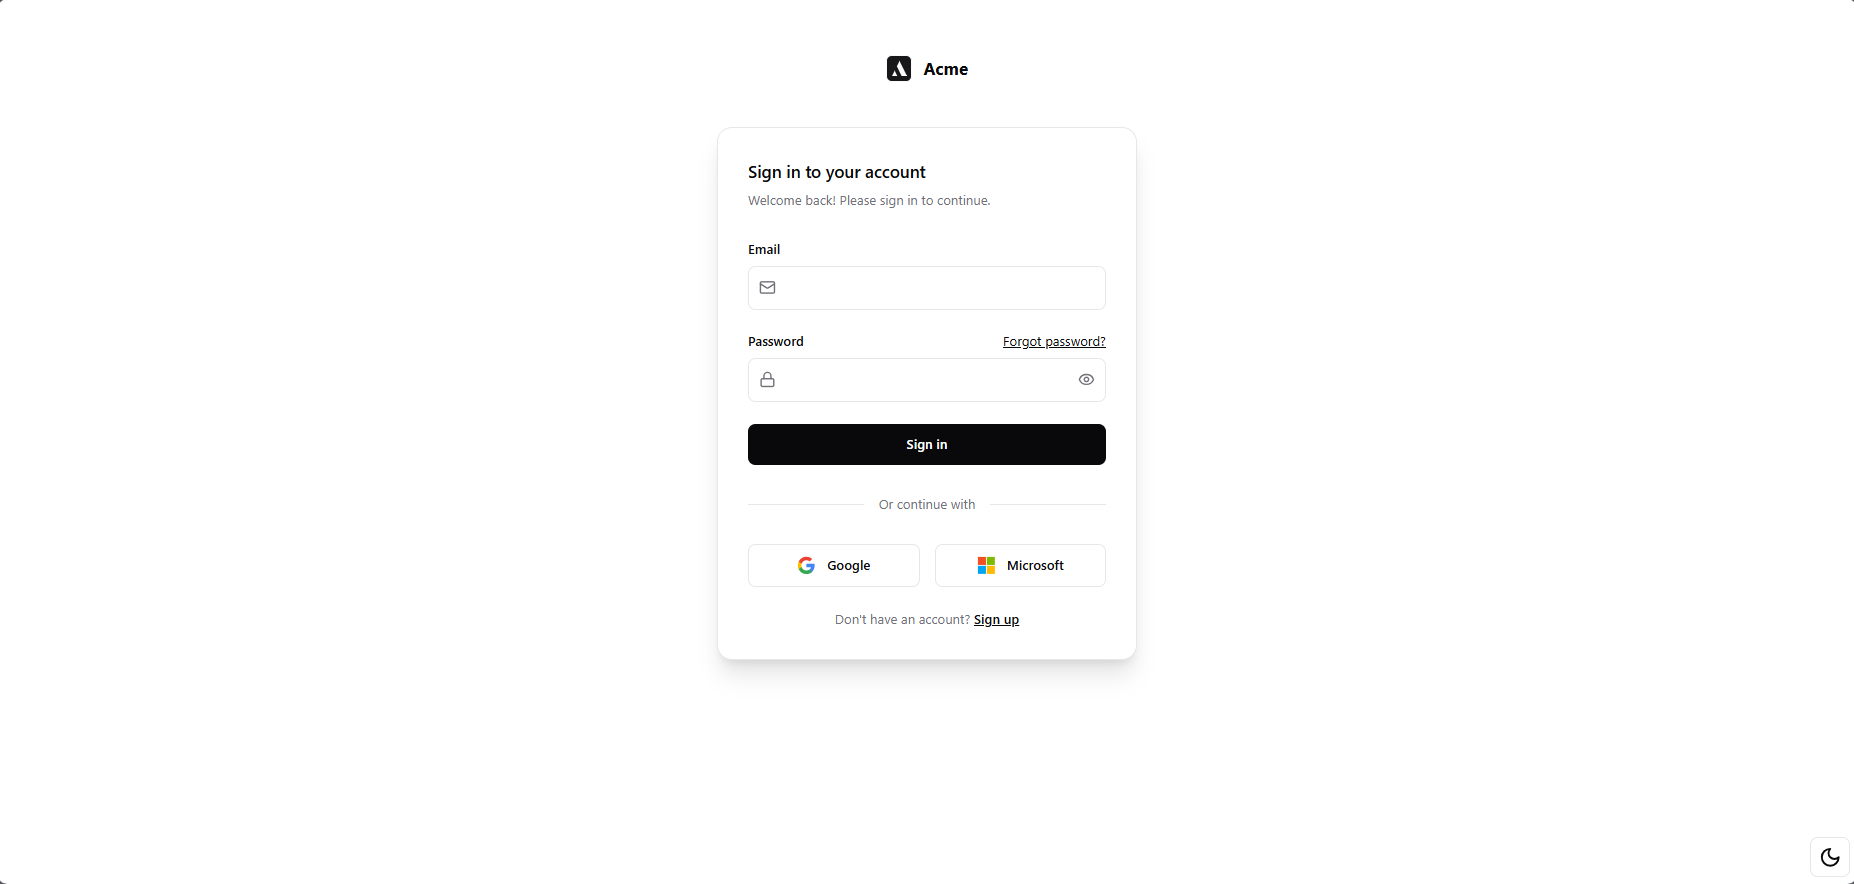 Acme
Sign in to your account
Welcome back! Please sign in to continue.
Email
Password
Forgot password?
Sign in
Or continue with
Google
Microsoft
Don't have an account? Sign up